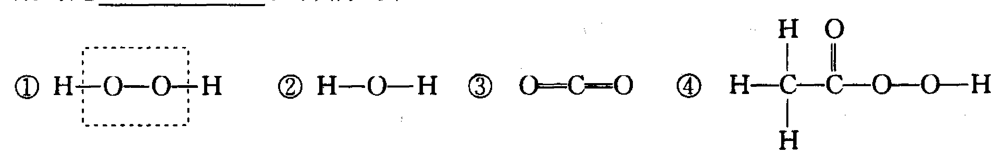 ① H—O—O—H ② H—O—H ③ O=C=O ④ H—C—C—O—O—H
H O
H